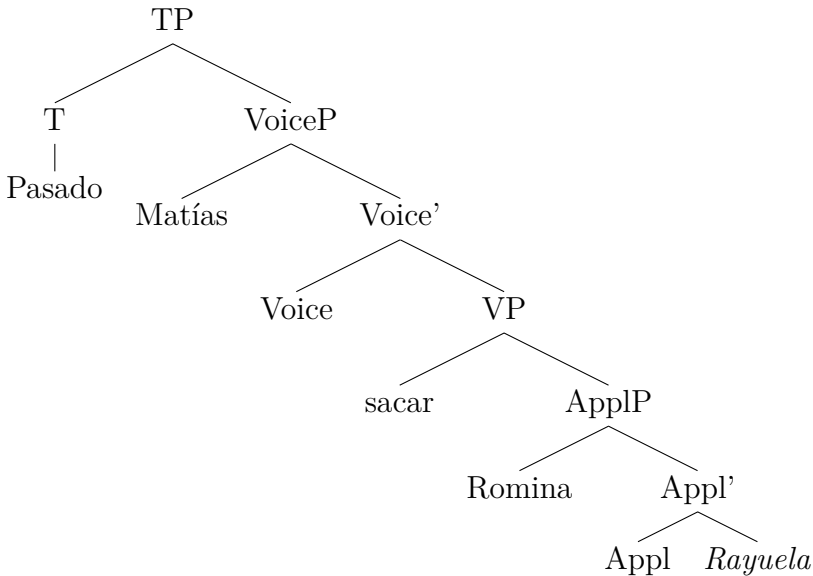 TP
T VoiceP
Pasado
Matías Voice’
Voice VP
sacar ApplP
Romina Appl’
Appl Rayuela